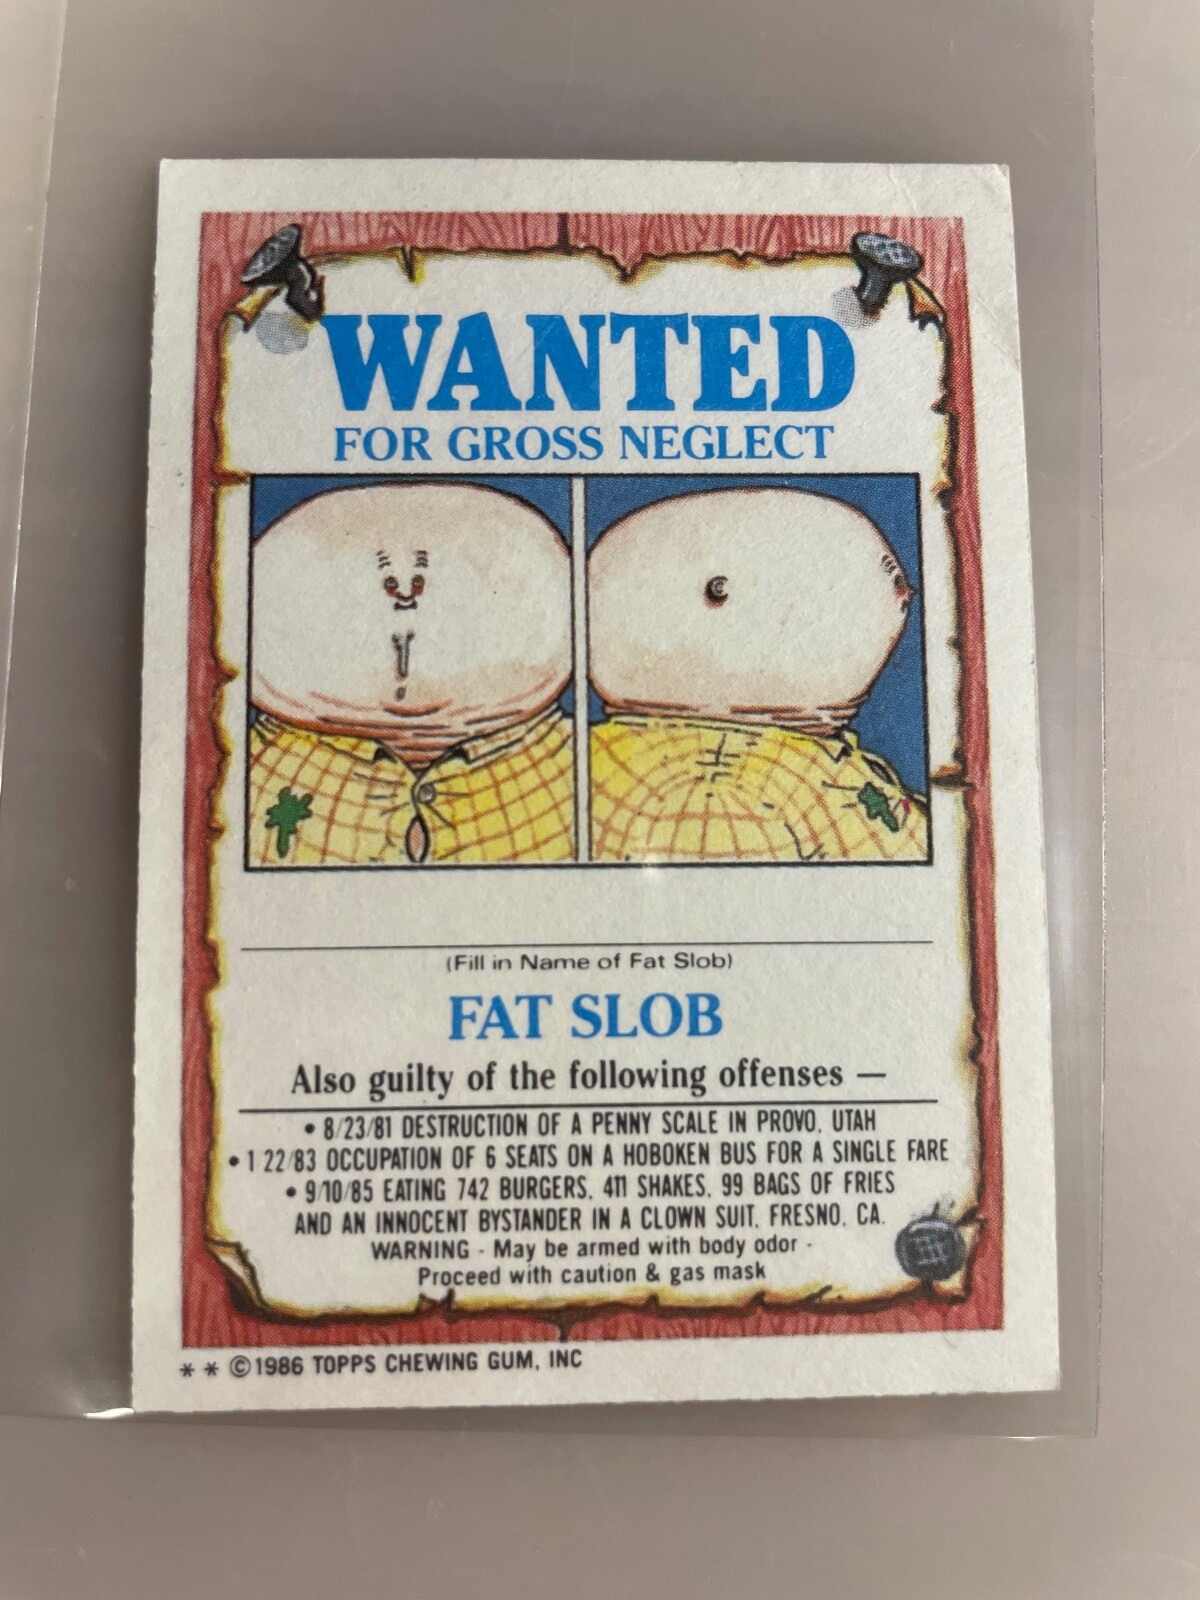 WANTED
FOR GROSS NEGLECT
(Fill in Name of Fat Slob)
FAT SLOB
Also guilty of the following offenses —
• 8/23/81 DESTRUCTION OF A PENNY SCALE IN PROVO, UTAH
• 1 22/83 OCCUPATION OF 6 SEATS ON A HOBOKEN BUS FOR A SINGLE FARE
• 9/10/85 EATING 742 BURGERS, 411 SHAKES, 99 BAGS OF FRIES
AND AN INNOCENT BYSTANDER IN A CLOWN SUIT, FRESNO, CA.
WARNING - May be armed with body odor -
Proceed with caution & gas mask
* * ©1986 TOPPS CHEWING GUM, INC